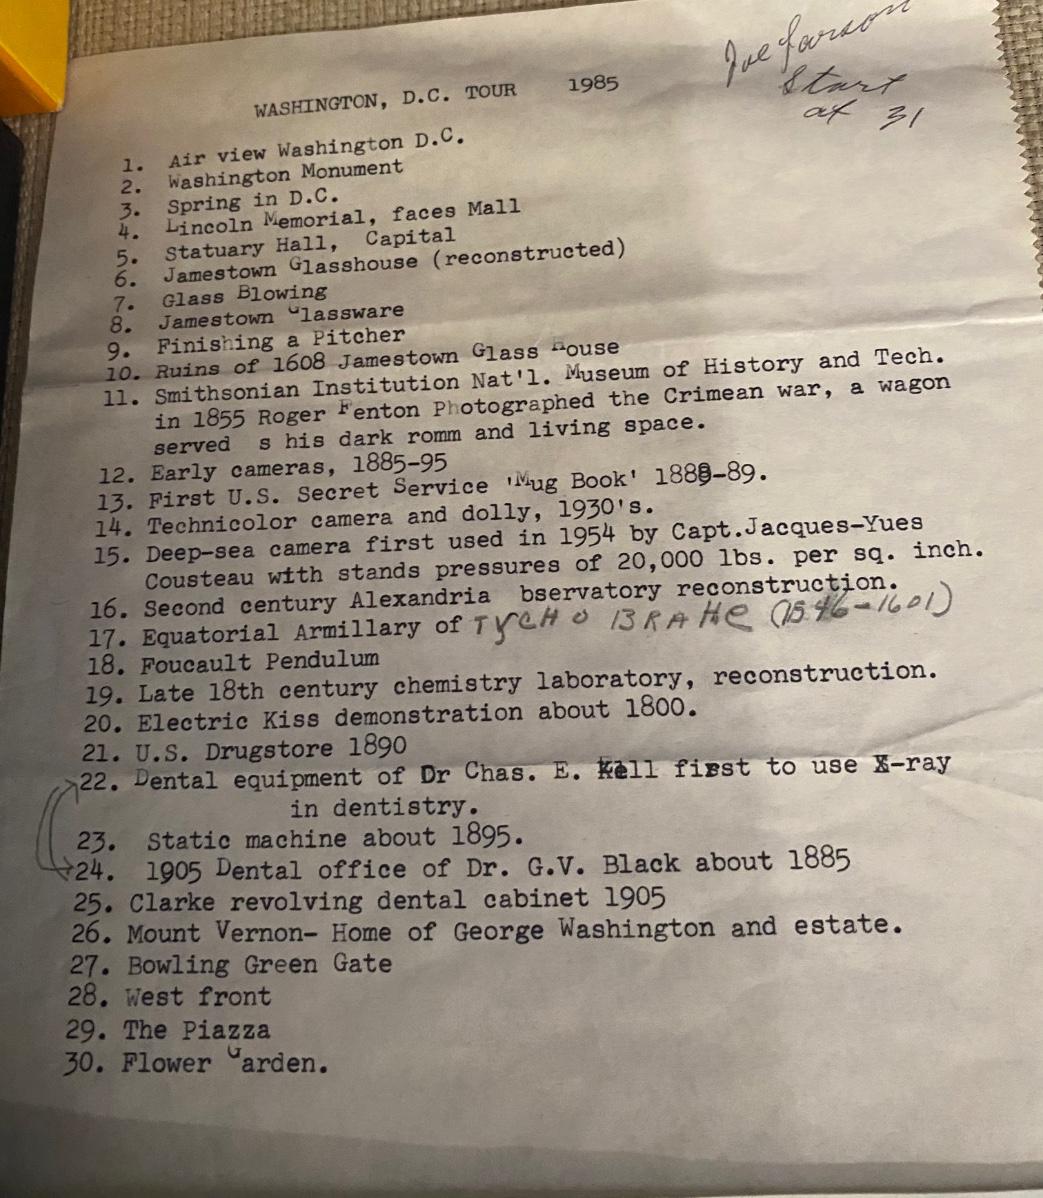 Joe Larson
Start
at 31
WASHINGTON, D.C. TOUR 1985
1. Air view Washington D.C.
2. Washington Monument
3. Spring in D.C.
4. Lincoln Memorial, faces Mall
5. Statuary Hall, Capital
6. Jamestown Glasshouse (reconstructed)
7. Glass Blowing
8. Jamestown Glassware
9. Finishing a Pitcher
10. Ruins of 1608 Jamestown Glass House
11. Smithsonian Institution Nat'l. Museum of History and Tech.
in 1855 Roger Fenton Photographed the Crimean war, a wagon
served s his dark romm and living space.
12. Early cameras, 1885-95
13. First U.S. Secret Service 'Mug Book' 1889-89.
14. Technicolor camera and dolly, 1930's.
15. Deep-sea camera first used in 1954 by Capt.Jacques-Yues
Cousteau with stands pressures of 20,000 lbs. per sq. inch.
16. Second century Alexandria bservatory reconstruction.
17. Equatorial Armillary of TYCHO BRAHE (1546-1601)
18. Foucault Pendulum
19. Late 18th century chemistry laboratory, reconstruction.
20. Electric Kiss demonstration about 1800.
21. U.S. Drugstore 1890
22. Dental equipment of Dr Chas. E. Kell first to use X-ray
in dentistry.
23. Static machine about 1895.
24. 1905 Dental office of Dr. G.V. Black about 1885
25. Clarke revolving dental cabinet 1905
26. Mount Vernon- Home of George Washington and estate.
27. Bowling Green Gate
28. West front
29. The Piazza
30. Flower Garden.